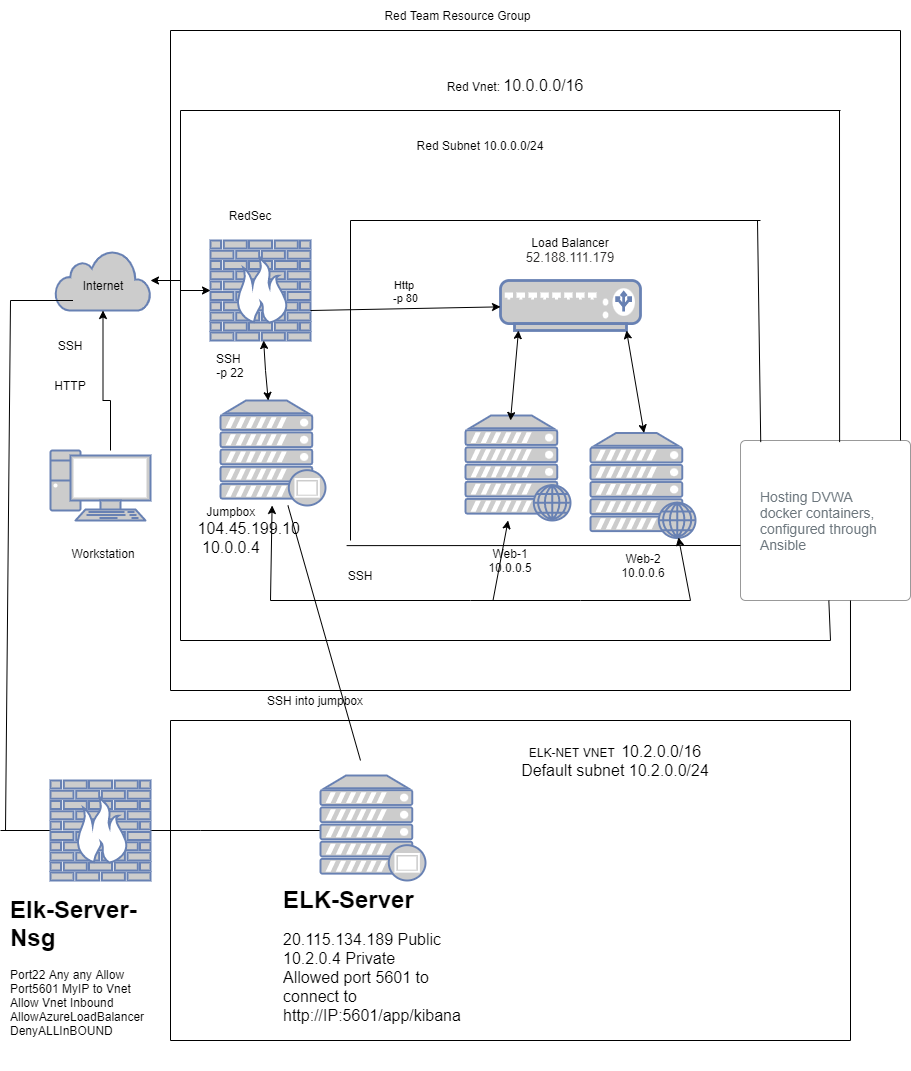 Red Team Resource Group
Red Vnet: 10.0.0.0/16
Red Subnet 10.0.0.0/24
RedSec
Load Balancer
52.188.111.179
Internet
Http
-p 80
SSH
HTTP
SSH
-p 22
Workstation
Jumpbox
104.45.199.10
10.0.0.4
Web-1
10.0.0.5
Web-2
10.0.0.6
SSH
Hosting DVWA
docker containers,
configured through
Ansible
SSH into jumpbox
ELK-NET VNET 10.2.0.0/16
Default subnet 10.2.0.0/24
Elk-Server-
Nsg
Port22 Any any Allow
Port5601 MyIP to Vnet
Allow Vnet Inbound
AllowAzureLoadBalancer
DenyALLInBOUND
ELK-Server
20.115.134.189 Public
10.2.0.4 Private
Allowed port 5601 to
connect to
http://IP:5601/app/kibana